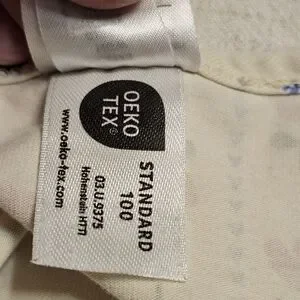 OEKO
TEX®
STANDARD
100
03.U.9375
Hohenstein HTTI
www.oeko-tex.com